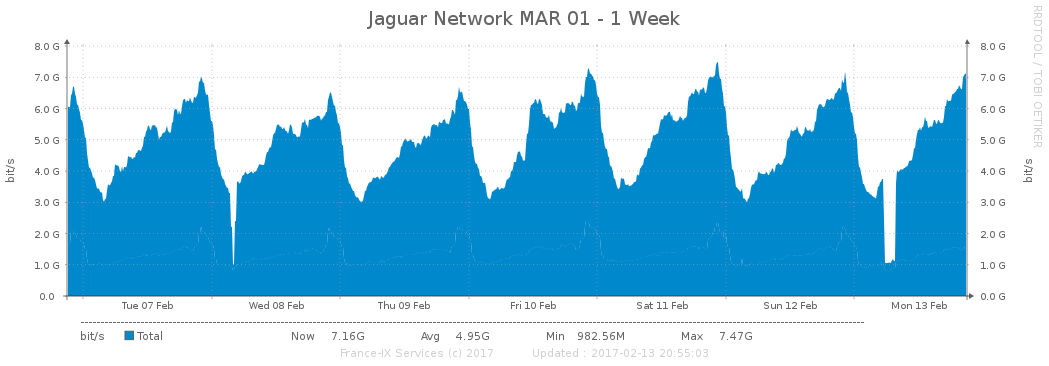 Jaguar Network MAR 01 - 1 Week
RRDTOOL / TOBI OETIKER
bit/s
8.0 G 8.0 G
7.0 G 7.0 G
6.0 G 6.0 G
5.0 G 5.0 G
4.0 G 4.0 G
3.0 G 3.0 G
2.0 G 2.0 G
1.0 G 1.0 G
0.0 0.0 G
bit/s
Tue 07 Feb Wed 08 Feb Thu 09 Feb Fri 10 Feb Sat 11 Feb Sun 12 Feb Mon 13 Feb
bit/s Total Now 7.16G Avg 4.95G Min 982.56M Max 7.47G
France-IX Services (c) 2017 Updated : 2017-02-13 20:55:03